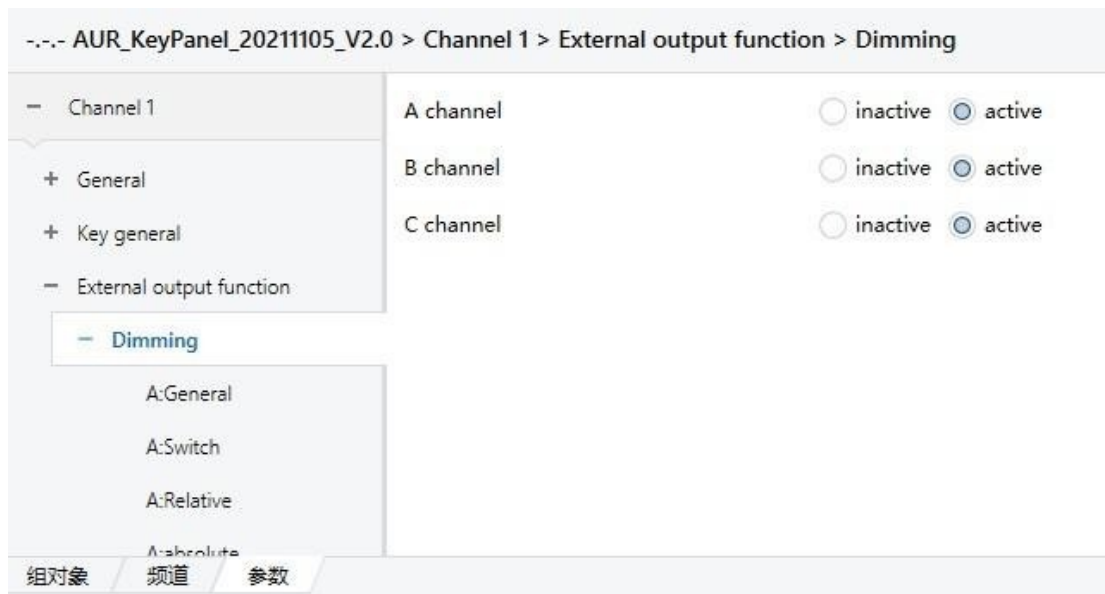 -.-.- AUR_KeyPanel_20211105_V2.0 > Channel 1 > External output function > Dimming
− Channel 1
+ General
+ Key general
− External output function
− Dimming
A:General
A:Switch
A:Relative
A:absolute
A channel inactive active
B channel inactive active
C channel inactive active
组对象 频道 参数